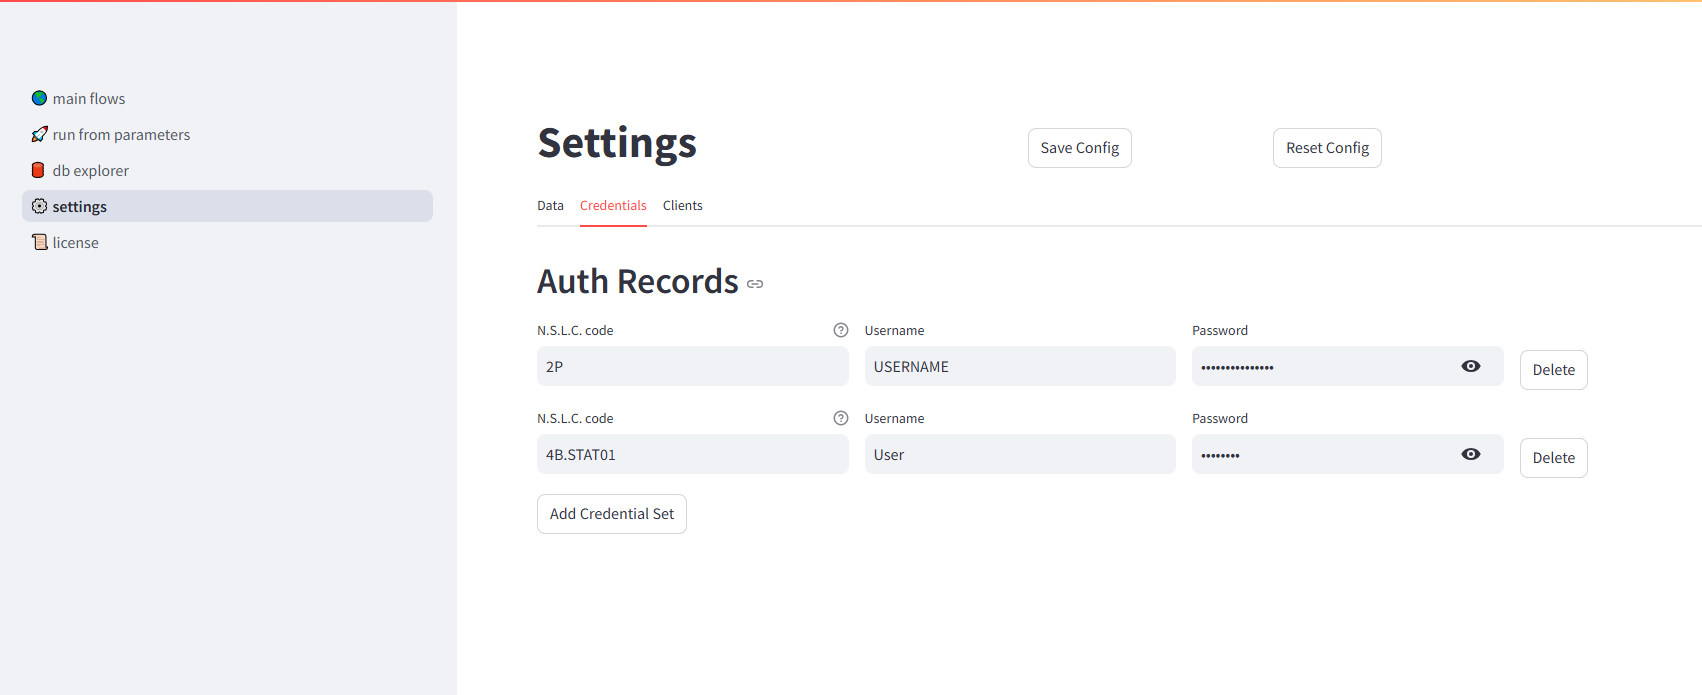 main flows
run from parameters
db explorer
settings
license
Settings
Save Config
Reset Config
Data Credentials Clients
Auth Records
N.S.L.C. code Username Password
2P USERNAME ••••••••••••••• Delete
N.S.L.C. code Username Password
4B.STAT01 User •••••••• Delete
Add Credential Set